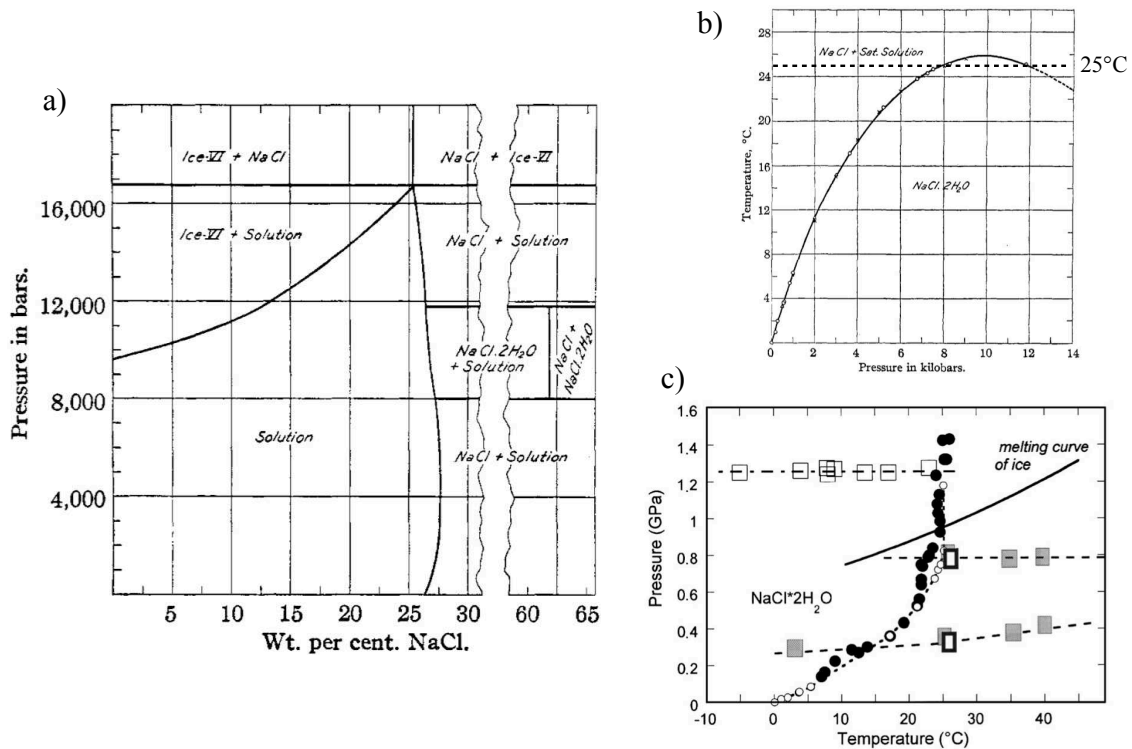 a)
Ice-VI + NaCl
NaCl + Ice-VI
16,000
Ice-VI + Solution
NaCl + Solution
12,000
NaCl.2H₂O
+ Solution
NaCl +
NaCl.2H₂O
8,000
Solution
NaCl + Solution
4,000
5
10
15
20
25
30
60
65
Pressure in bars.
Wt. per cent. NaCl.
b)
28
24
20
16
12
8
4
0
NaCl + Sat. Solution
25°C
NaCl.2H₂O
Temperature, °C.
0 2 4 6 8 10 12 14
Pressure in kilobars.
c)
1.6
1.4
1.2
1
0.8
0.6
0.4
0.2
0
melting curve
of ice
NaCl*2H₂O
Pressure (GPa)
-10 0 10 20 30 40
Temperature (°C)